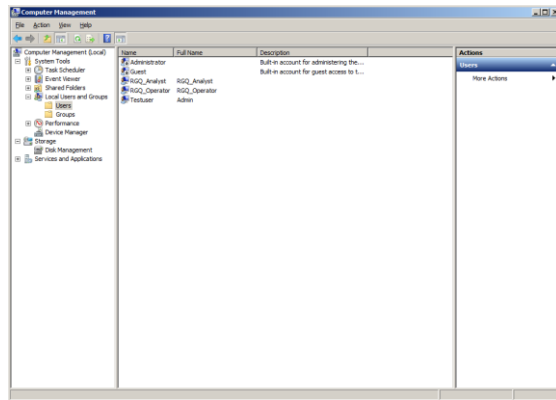 Computer Management
File Action View Help
Computer Management (Local)
System Tools
Task Scheduler
Event Viewer
Shared Folders
Local Users and Groups
Users
Groups
Performance
Device Manager
Storage
Disk Management
Services and Applications
Name Full Name Description
Administrator Built-in account for administering the...
Guest Built-in account for guest access to t...
RGQ_Analyst RGQ_Analyst
RGQ_Operator RGQ_Operator
Testuser Admin
Actions
Users
More Actions